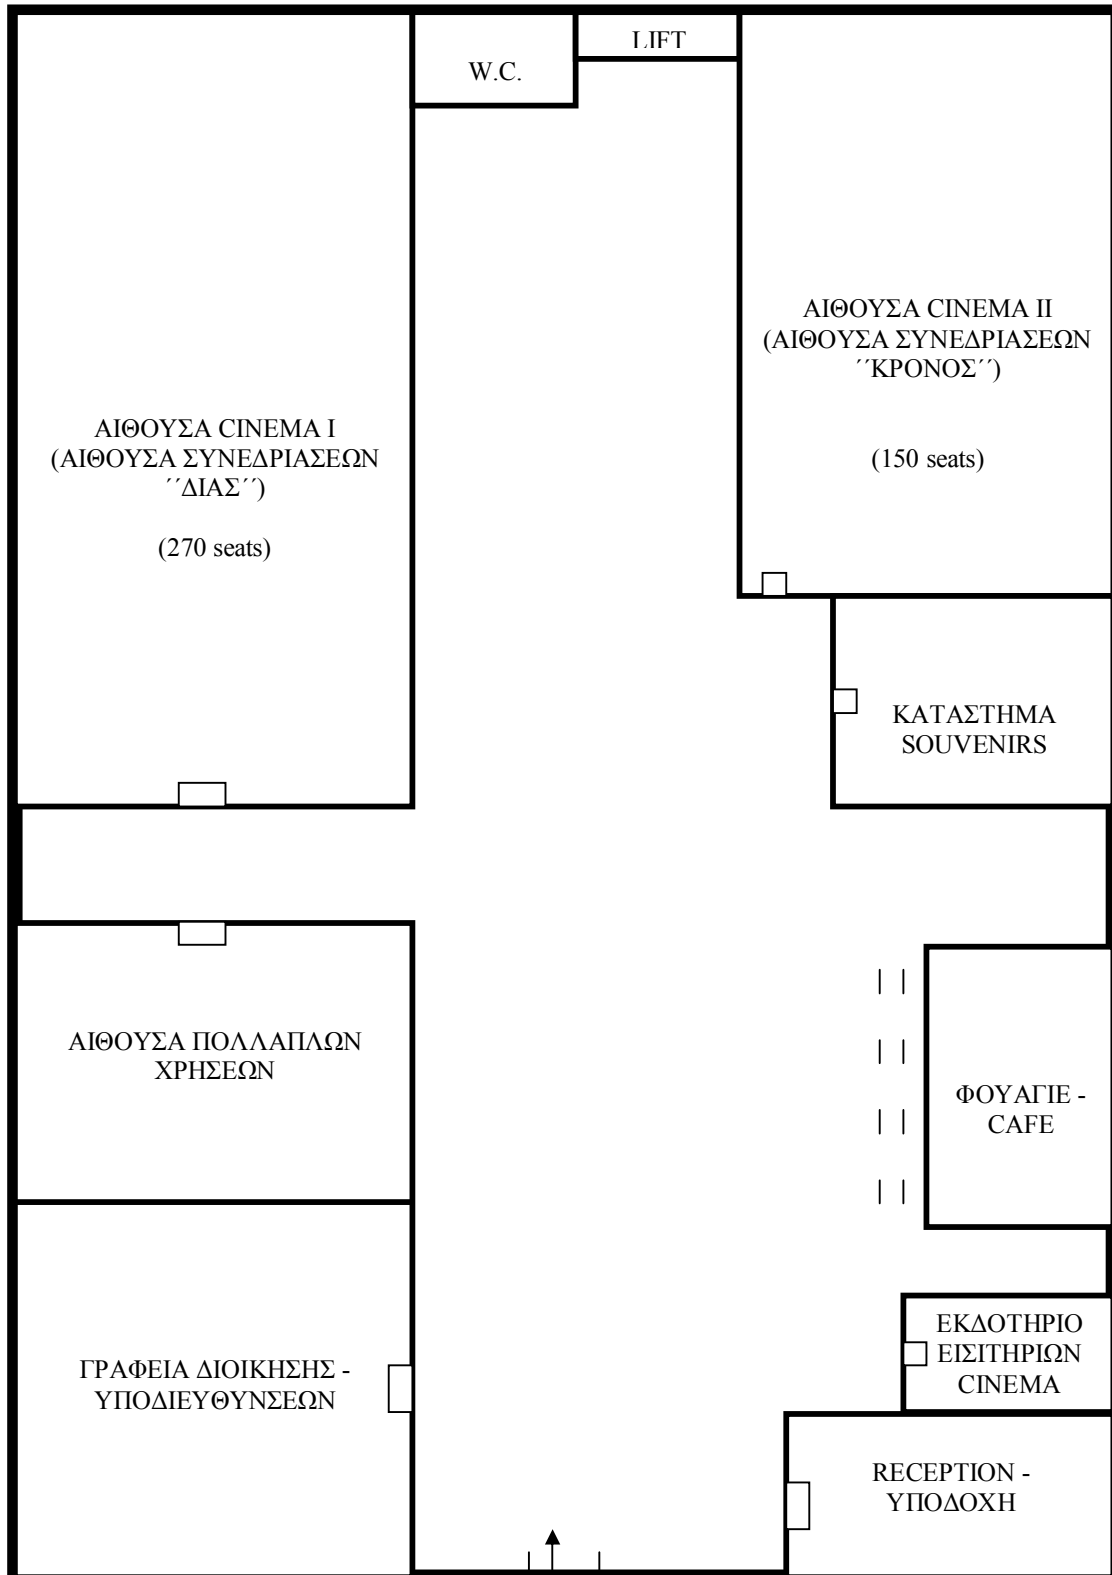 LIFT
W.C.
ΑΙΘΟΥΣΑ CINEMA II
(ΑΙΘΟΥΣΑ ΣΥΝΕΔΡΙΑΣΕΩΝ
΄΄ΚΡΟΝΟΣ΄΄)
(150 seats)
ΑΙΘΟΥΣΑ CINEMA I
(ΑΙΘΟΥΣΑ ΣΥΝΕΔΡΙΑΣΕΩΝ
΄΄ΔΙΑΣ΄΄)
(270 seats)
ΚΑΤΑΣΤΗΜΑ
SOUVENIRS
ΑΙΘΟΥΣΑ ΠΟΛΛΑΠΛΩΝ
ΧΡΗΣΕΩΝ
ΦΟΥΑΓΙΕ -
CAFE
ΕΚΔΟΤΗΡΙΟ
ΕΙΣΙΤΗΡΙΩΝ
CINEMA
ΓΡΑΦΕΙΑ ΔΙΟΙΚΗΣΗΣ -
ΥΠΟΔΙΕΥΘΥΝΣΕΩΝ
RECEPTION -
ΥΠΟΔΟΧΗ